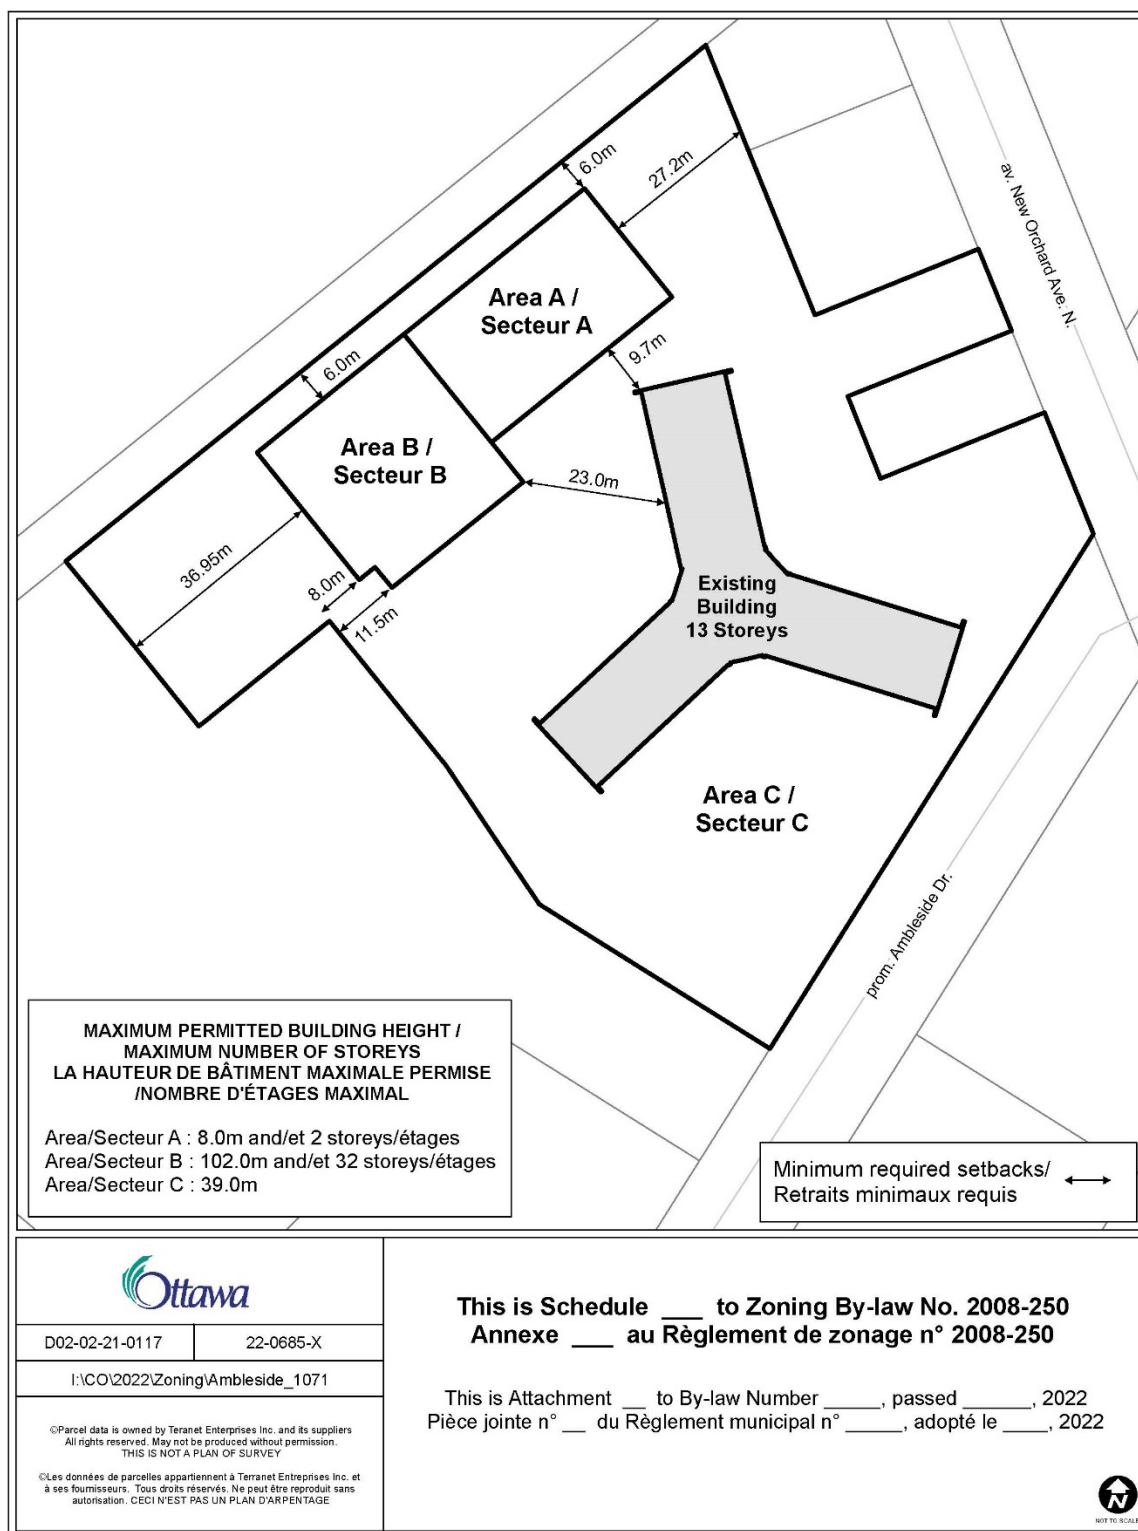 6.0m
27.2m
av. New Orchard Ave. N.
Area A /
Secteur A
9.7m
6.0m
Area B /
Secteur B
23.0m
36.95m
8.0m
11.5m
Existing
Building
13 Storeys
Area C /
Secteur C
prom. Ambleside Dr.
MAXIMUM PERMITTED BUILDING HEIGHT /
MAXIMUM NUMBER OF STOREYS
LA HAUTEUR DE BÂTIMENT MAXIMALE PERMISE
/NOMBRE D'ÉTAGES MAXIMAL
Area/Secteur A : 8.0m and/et 2 storeys/étages
Area/Secteur B : 102.0m and/et 32 storeys/étages
Area/Secteur C : 39.0m
Minimum required setbacks/
Retraits minimaux requis
Ottawa
D02-02-21-0117
22-0685-X
I:\CO\2022\Zoning\Ambleside_1071
©Parcel data is owned by Teranet Enterprises Inc. and its suppliers
All rights reserved. May not be produced without permission.
THIS IS NOT A PLAN OF SURVEY
©Les données de parcelles appartiennent à Terranet Entreprises Inc. et
à ses fournisseurs. Tous droits réservés. Ne peut être reproduit sans
autorisation. CECI N'EST PAS UN PLAN D'ARPENTAGE
This is Schedule ___ to Zoning By-law No. 2008-250
Annexe ___ au Règlement de zonage n° 2008-250
This is Attachment __ to By-law Number _____, passed ______, 2022
Pièce jointe n° __ du Règlement municipal n° _____, adopté le ____, 2022
N
NOT TO SCALE